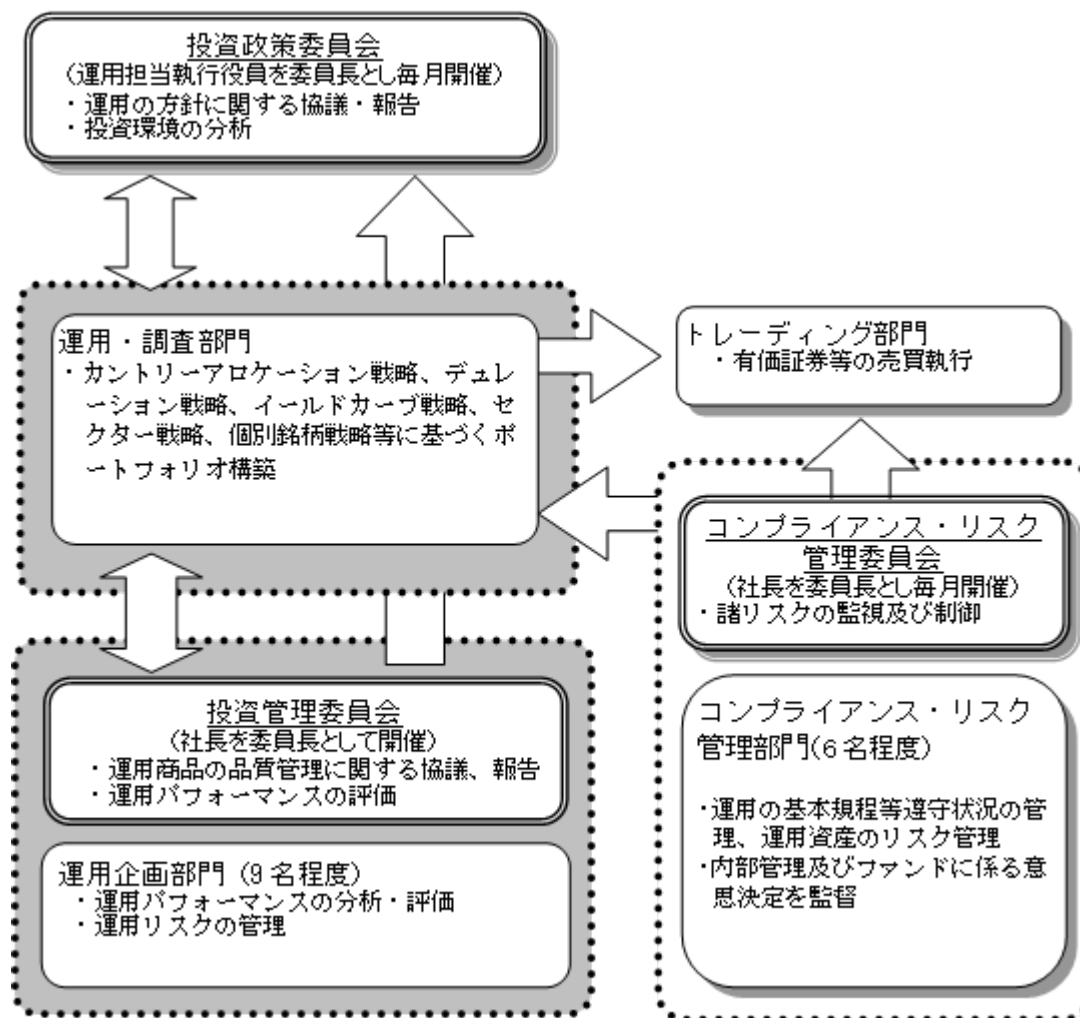 投資政策委員会
(運用担当執行役員を委員長とし毎月開催)
・運用の方針に関する協議・報告
・投資環境の分析
運用・調査部門
・カントリーアロケーション戦略、デュレ
ーション戦略、イールドカーブ戦略、セ
クター戦略、個別銘柄戦略等に基づくポ
ートフォリオ構築
トレーディング部門
・有価証券等の売買執行
コンプライアンス・リスク
管理委員会
(社長を委員長とし毎月開催)
・諸リスクの監視及び制御
投資管理委員会
(社長を委員長として開催)
・運用商品の品質管理に関する協議、報告
・運用パフォーマンスの評価
運用企画部門(9名程度)
・運用パフォーマンスの分析・評価
・運用リスクの管理
コンプライアンス・リスク
管理部門(6名程度)
・運用の基本規程等遵守状況の管
理、運用資産のリスク管理
・内部管理及びファンドに係る意
思決定を監督